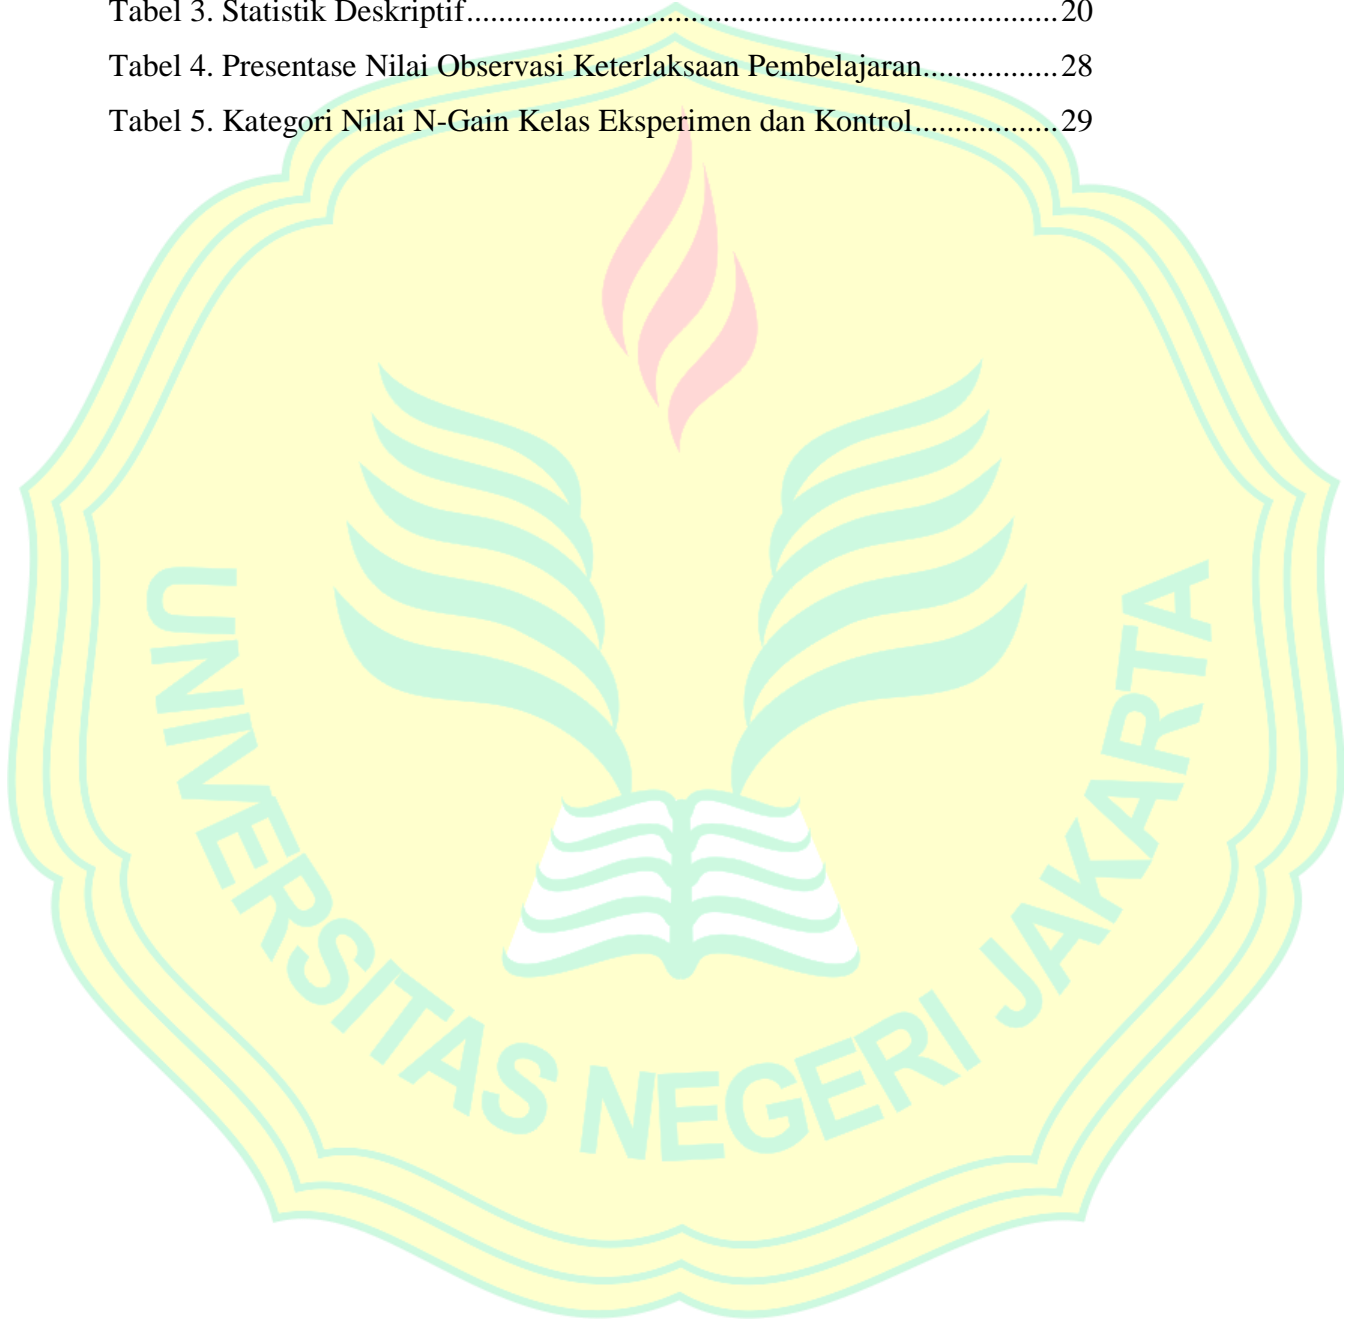 Tabel 3. Statistik Deskriptif...........................................................................20
Tabel 4. Presentase Nilai Observasi Keterlaksaan Pembelajaran.................28
Tabel 5. Kategori Nilai N-Gain Kelas Eksperimen dan Kontrol..................29
UNIVERSITAS NEGERI JAKARTA